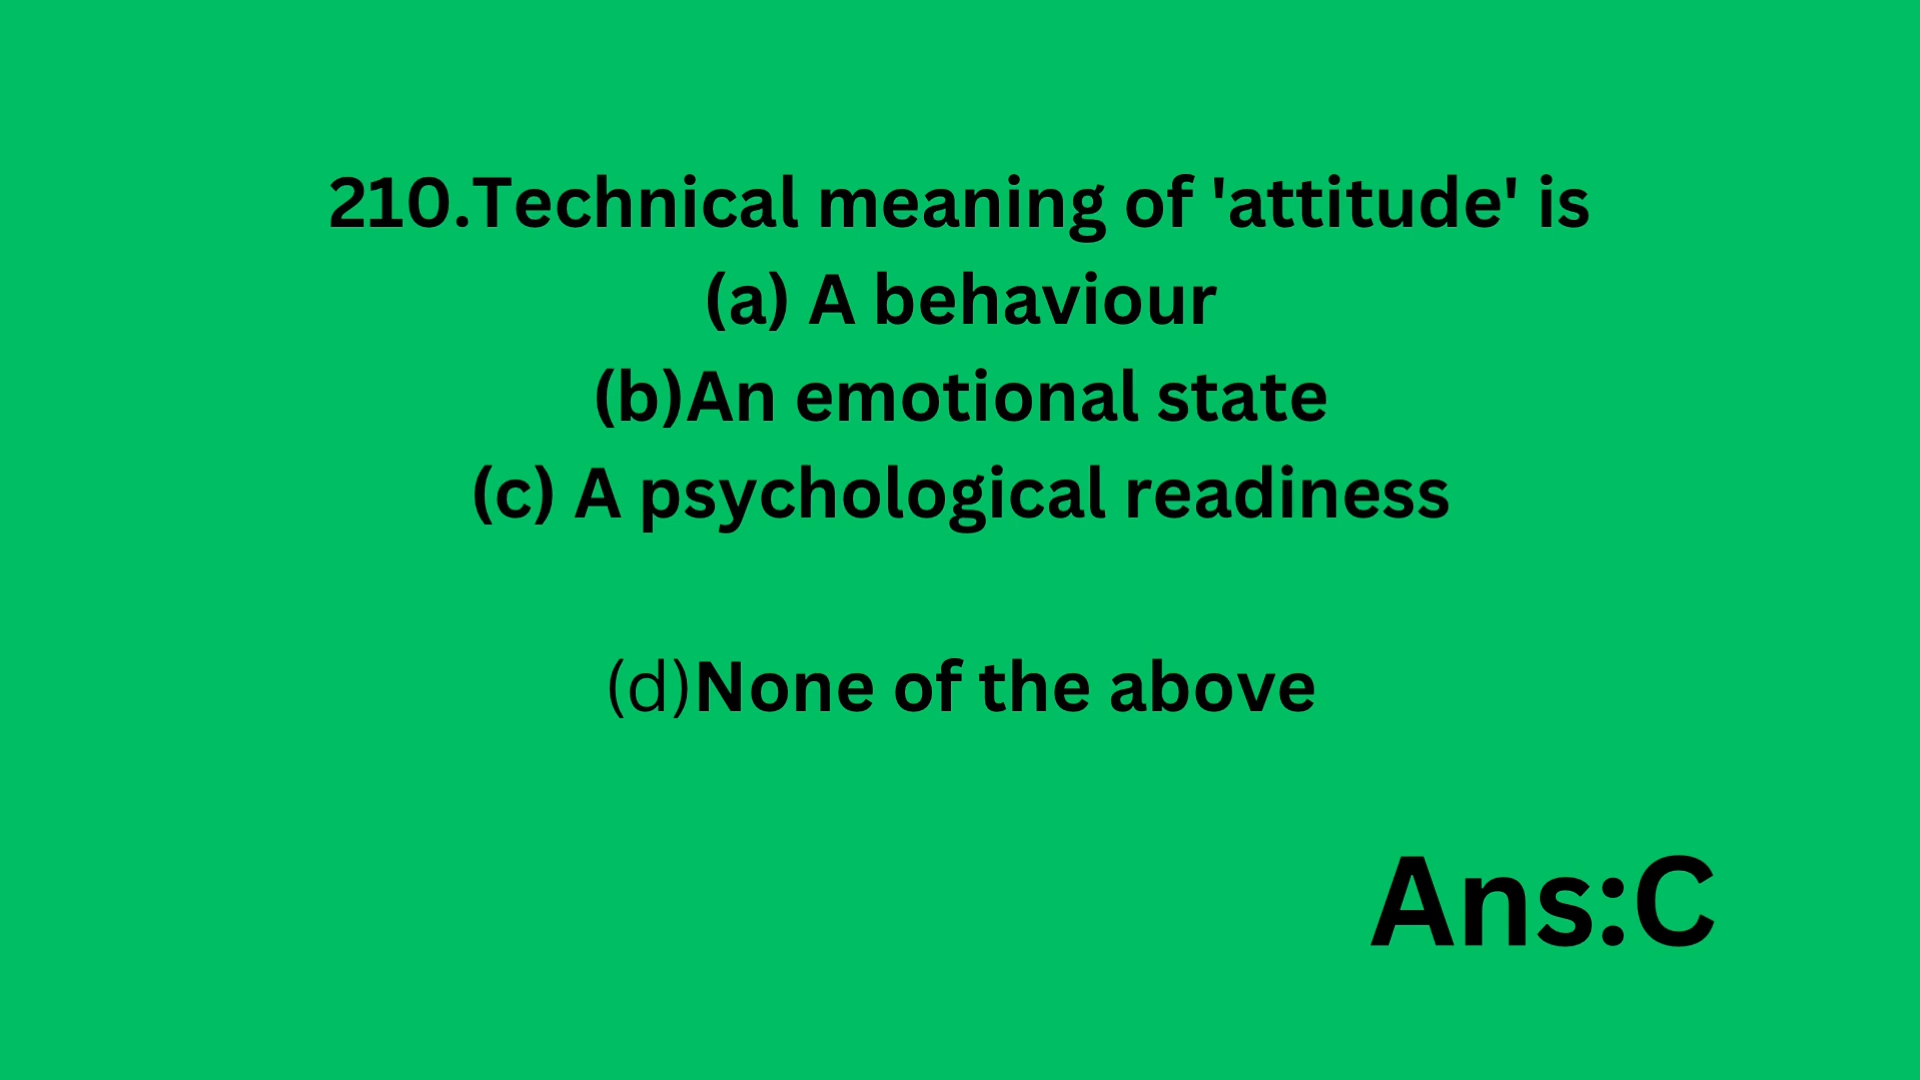 210.Technical meaning of 'attitude' is
(a) A behaviour
(b)An emotional state
(c) A psychological readiness
(d)None of the above
Ans:C